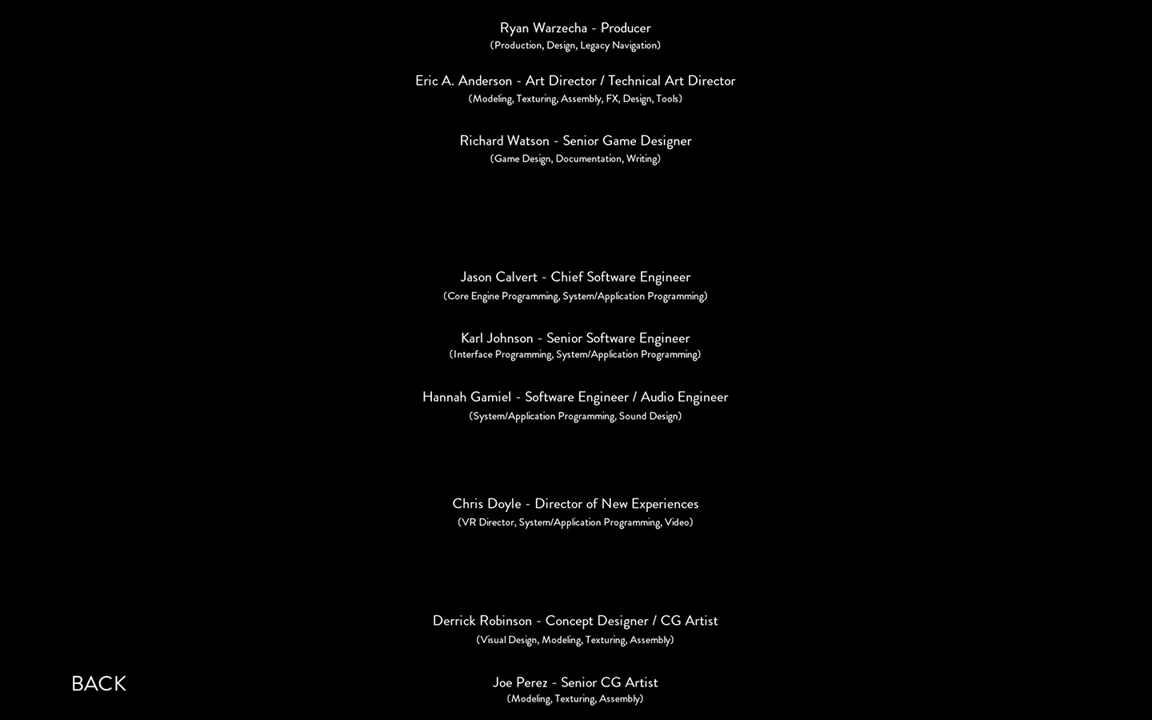 Ryan Warzecha - Producer
(Production, Design, Legacy Navigation)
Eric A. Anderson - Art Director / Technical Art Director
(Modeling, Texturing, Assembly, FX, Design, Tools)
Richard Watson - Senior Game Designer
(Game Design, Documentation, Writing)
Jason Calvert - Chief Software Engineer
(Core Engine Programming, System/Application Programming)
Karl Johnson - Senior Software Engineer
(Interface Programming, System/Application Programming)
Hannah Gamiel - Software Engineer / Audio Engineer
(System/Application Programming, Sound Design)
Chris Doyle - Director of New Experiences
(VR Director, System/Application Programming, Video)
Derrick Robinson - Concept Designer / CG Artist
(Visual Design, Modeling, Texturing, Assembly)
BACK
Joe Perez - Senior CG Artist
(Modeling, Texturing, Assembly)